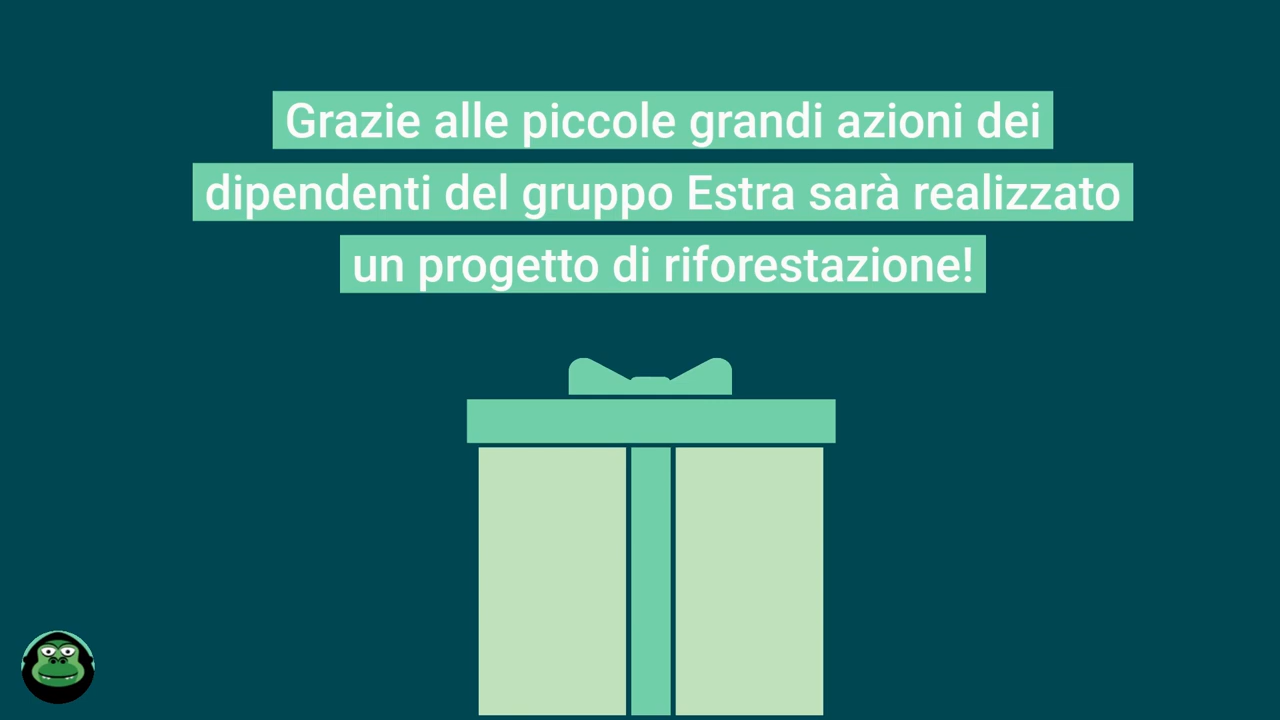 Grazie alle piccole grandi azioni dei
dipendenti del gruppo Estra sarà realizzato
un progetto di riforestazione!